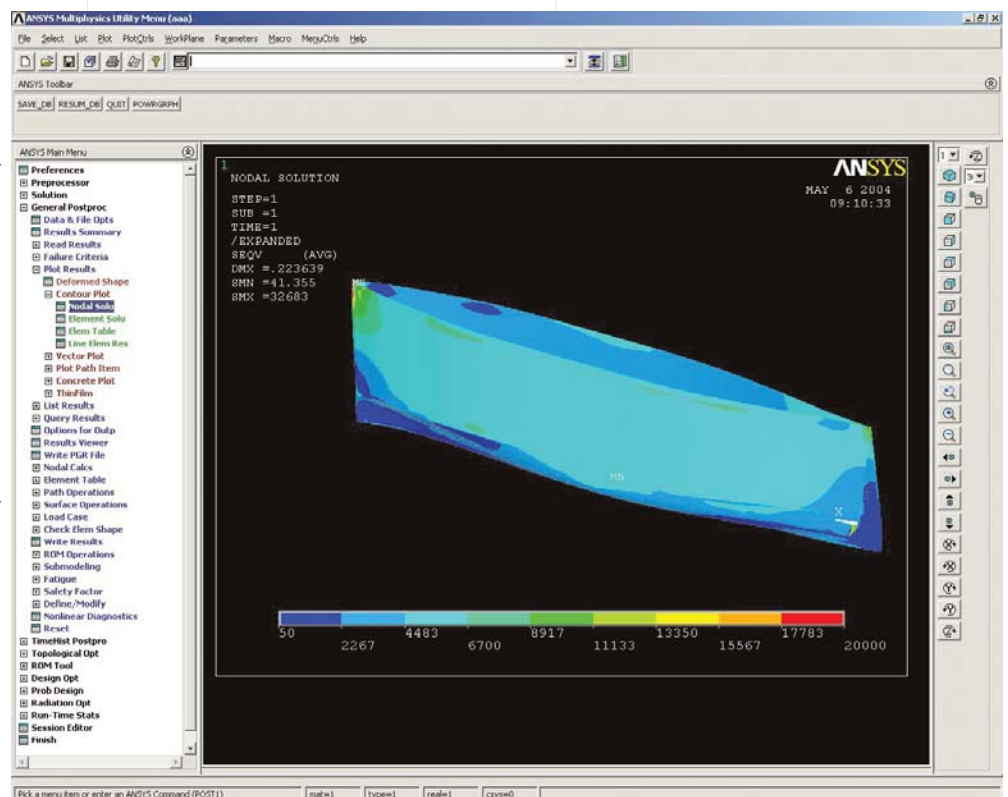 ANSYS Multiphysics Utility Menu (aaa)
File Select List Plot PlotCtrls WorkPlane Parameters Macro MenuCtrls Help
ANSYS Toolbar
SAVE_DB RESUM_DB QUIT POWRGRPH
ANSYS Main Menu
Preferences
Preprocessor
Solution
General Postproc
Data & File Opts
Results Summary
Read Results
Failure Criteria
Plot Results
Deformed Shape
Contour Plot
Nodal Solu
Element Solu
Elem Table
Line Elem Res
Vector Plot
Plot Path Item
Concrete Plot
ThinFilm
List Results
Query Results
Options for Outp
Results Viewer
Write PGR File
Nodal Calcs
Element Table
Path Operations
Surface Operations
Load Case
Check Elem Shape
Write Results
ROM Operations
Submodeling
Fatigue
Safety Factor
Define/Modify
Nonlinear Diagnostics
Reset
TimeHist Postpro
Topological Opt
ROM Tool
Design Opt
Prob Design
Radiation Opt
Run-Time Stats
Session Editor
Finish
1
NODAL SOLUTION
STEP=1
SUB =1
TIME=1
/EXPANDED
SEQV (AVG)
DMX =.223639
SMN =41.355
SMX =32683
ANSYS
MAY 6 2004
09:10:33
MN
X
50 4483 8917 13350 17783
2267 6700 11133 15567 20000
1
3
Pick a menu item or enter an ANSYS Command (POST1) mat=1 type=1 real=1 csys=0